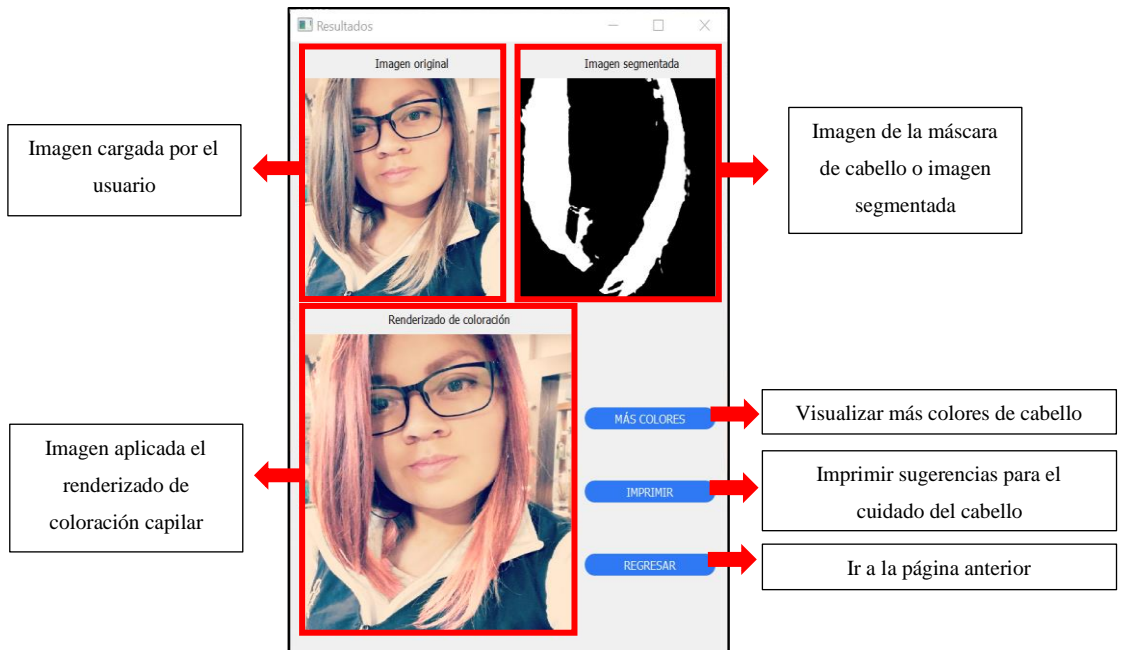 Resultados
Imagen original
Imagen segmentada
Imagen cargada por el
usuario
Imagen de la máscara
de cabello o imagen
segmentada
Renderizado de coloración
Imagen aplicada el
renderizado de
coloración capilar
MÁS COLORES
Visualizar más colores de cabello
IMPRIMIR
Imprimir sugerencias para el
cuidado del cabello
REGRESAR
Ir a la página anterior